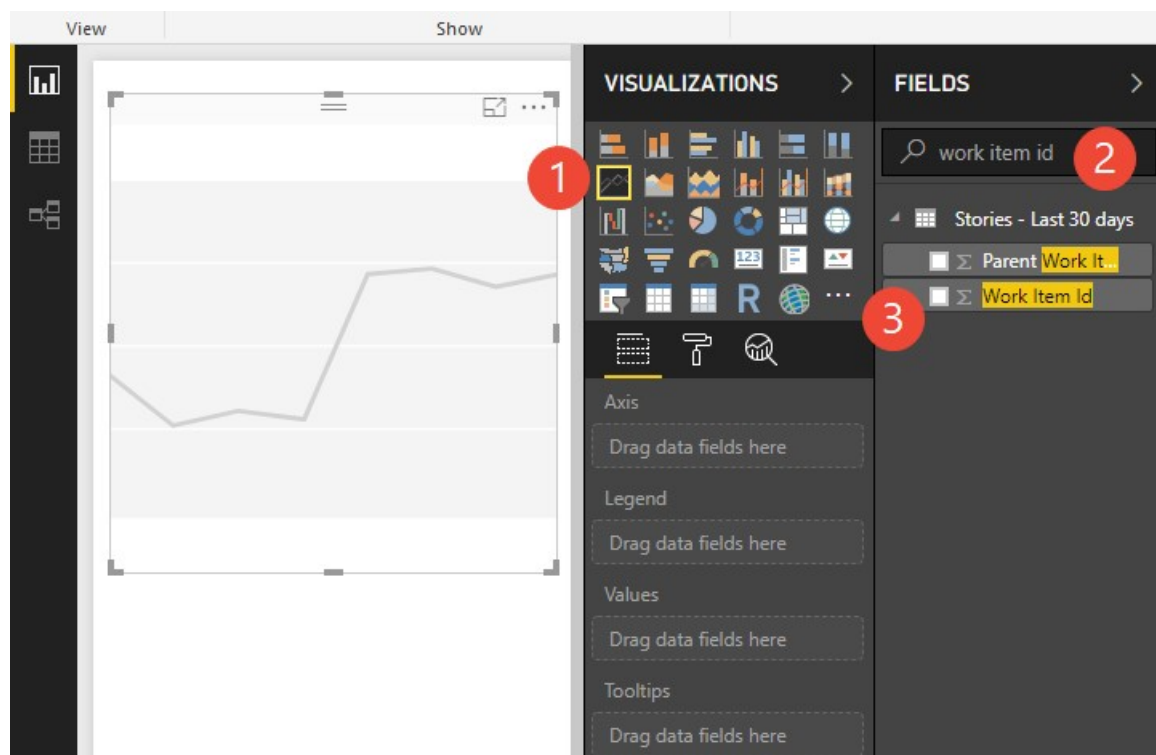 View
Show
VISUALIZATIONS
FIELDS
1
work item id
2
Stories - Last 30 days
Parent Work It...
Work Item Id
3
123
R
Axis
Drag data fields here
Legend
Drag data fields here
Values
Drag data fields here
Tooltips
Drag data fields here